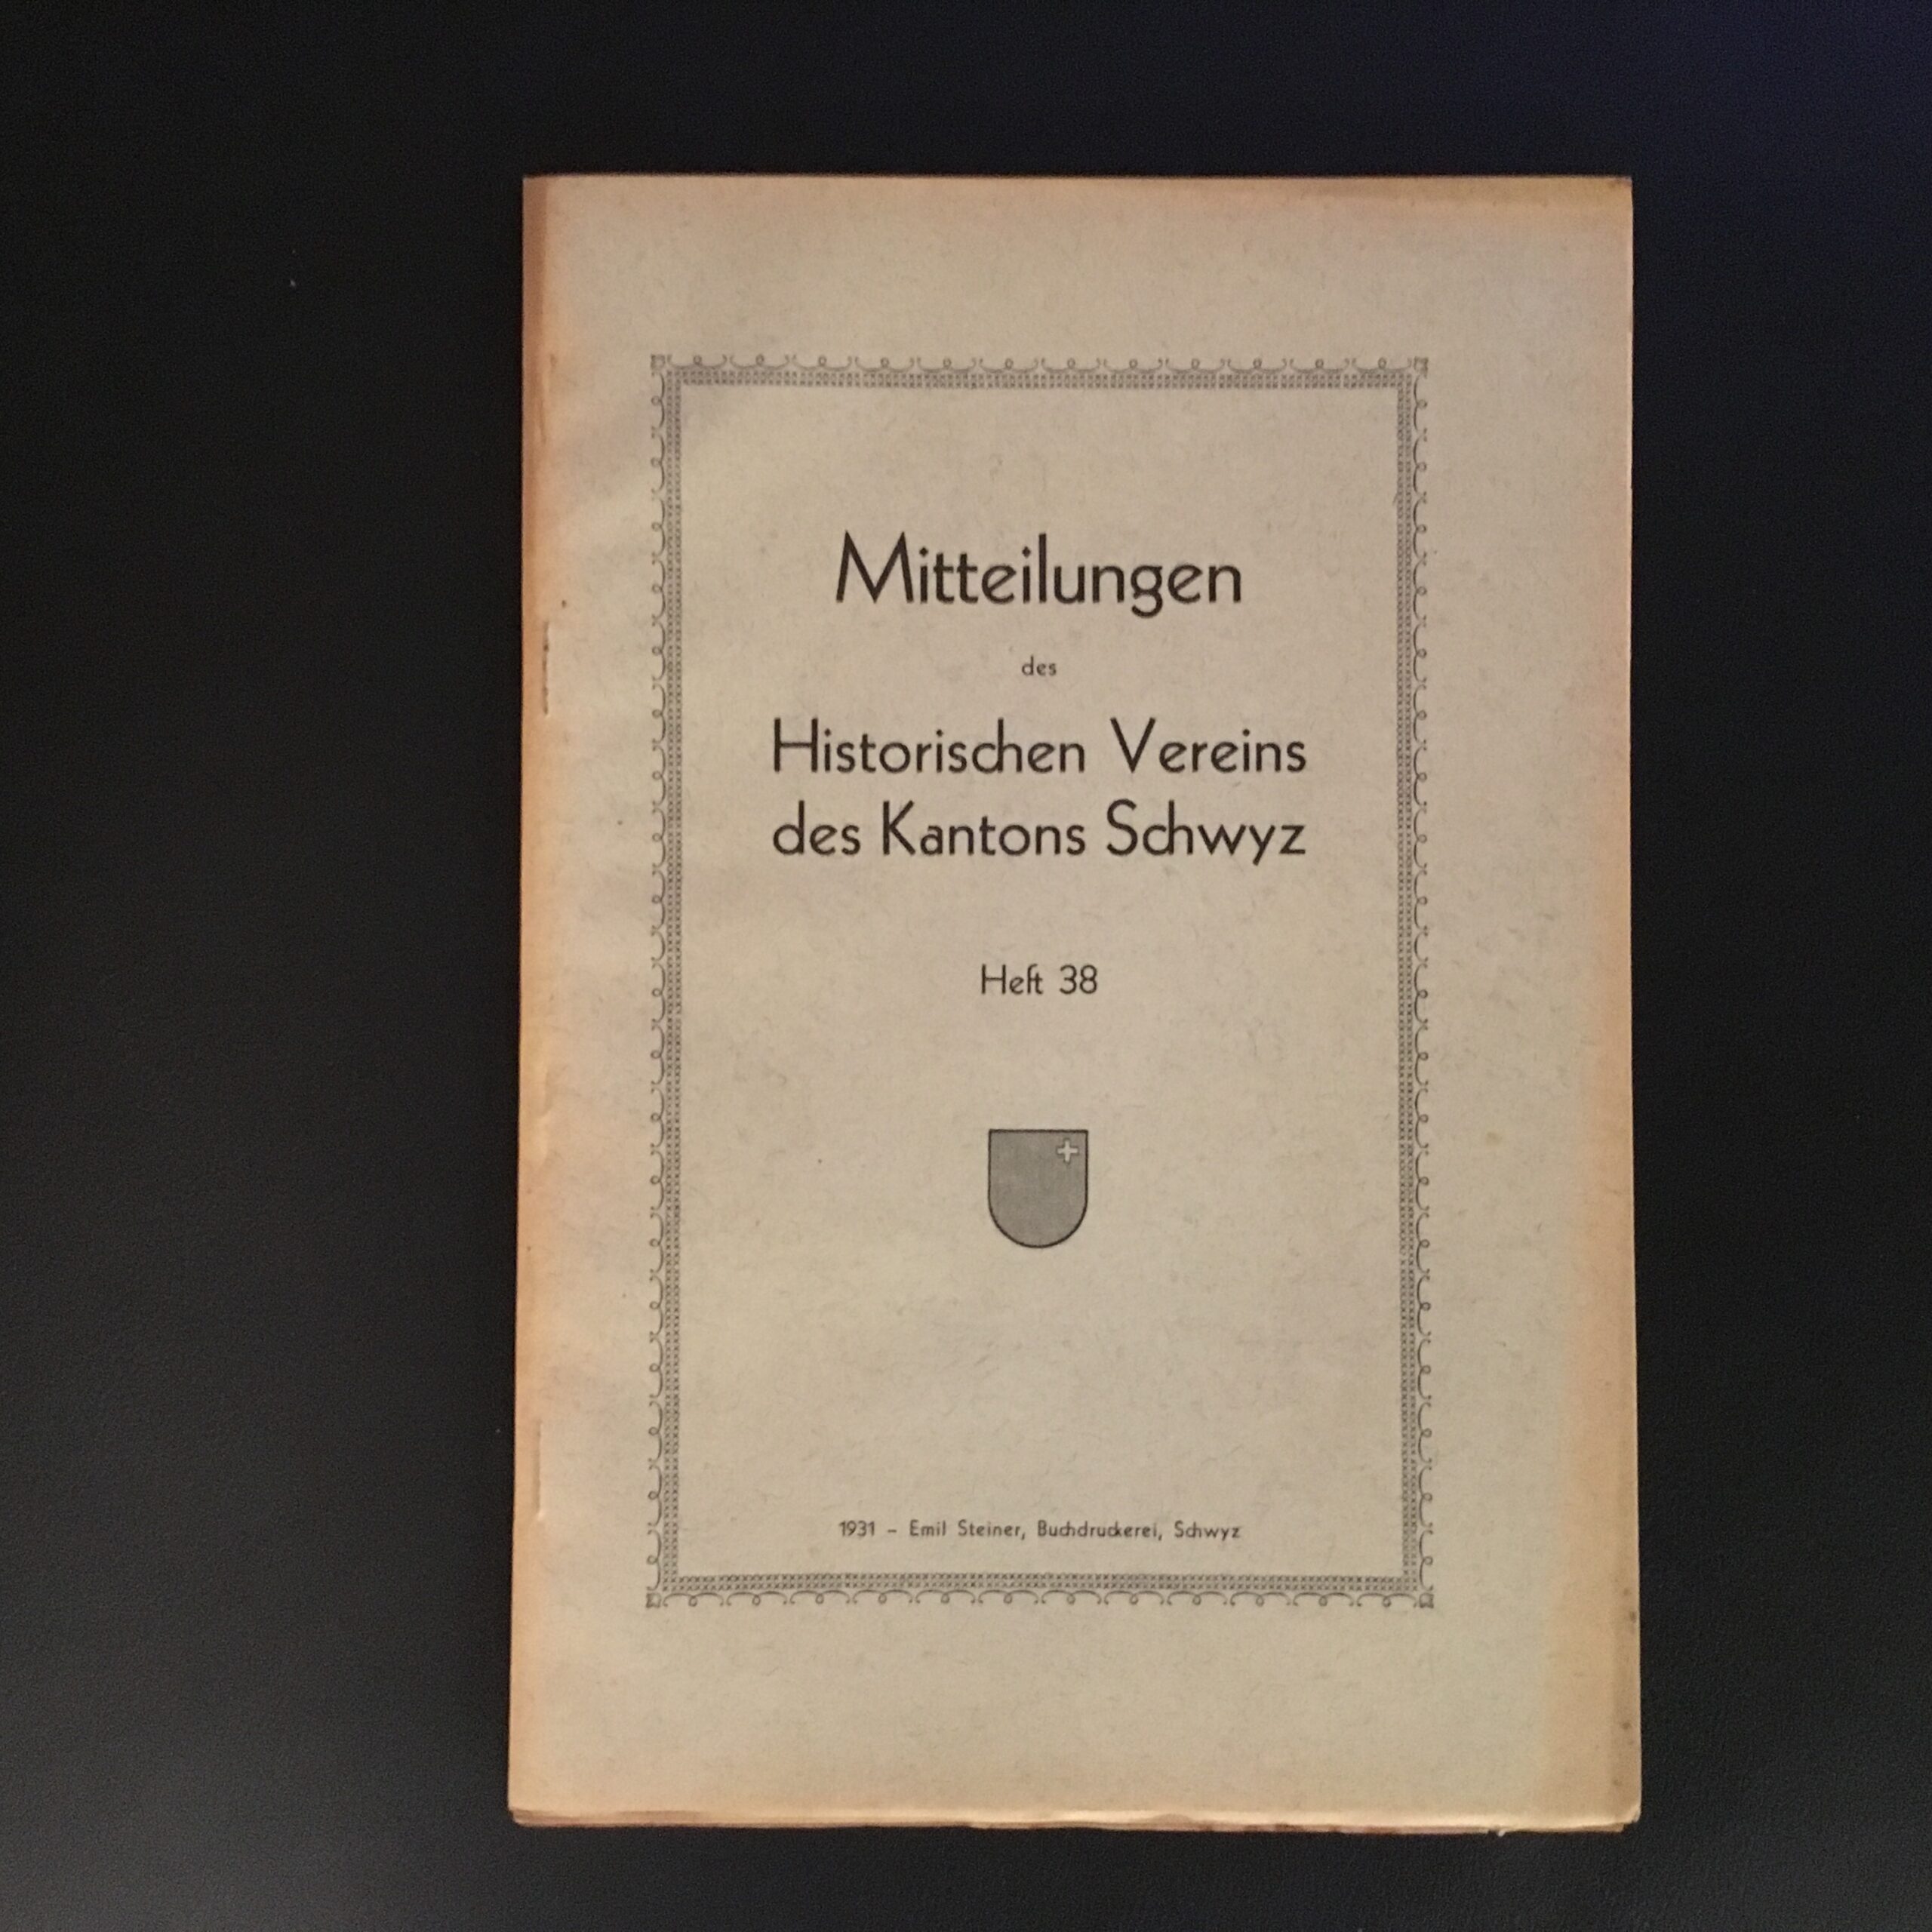 Mitteilungen
des
Historischen Vereins
des Kantons Schwyz
Heft 38
1931 – Emil Steiner, Buchdruckerei, Schwyz